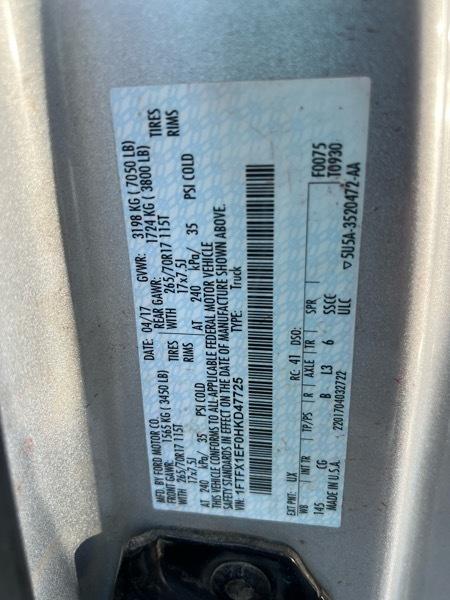 MFD. BY FORD MOTOR CO.
DATE: 04/17 GVWR: 3198 KG (7050 LB)
FRONT GAWR: 1565 KG (3450 LB) REAR GAWR: 1724 KG (3800 LB)
265/70R17 115T TIRES WITH 265/70R17 115T TIRES
17x7.5J RIMS 17x7.5J RIMS
AT 240 kPa/ 35 PSI COLD AT 240 kPa/ 35 PSI COLD
THIS VEHICLE CONFORMS TO ALL APPLICABLE FEDERAL MOTOR VEHICLE
SAFETY STANDARDS IN EFFECT ON THE DATE OF MANUFACTURE SHOWN ABOVE.
VIN: 1FTFX1EF0HKD47725
TYPE: Truck
F0075
T0930
EXT PNT: UX RC: 41 DSO:
WB INT TR TP/PS R AXLE TR SPR
145 CG B L3 6 SSCC
MADE IN U.S.A. ULC
2201704032722
5U5A-3520472-AA